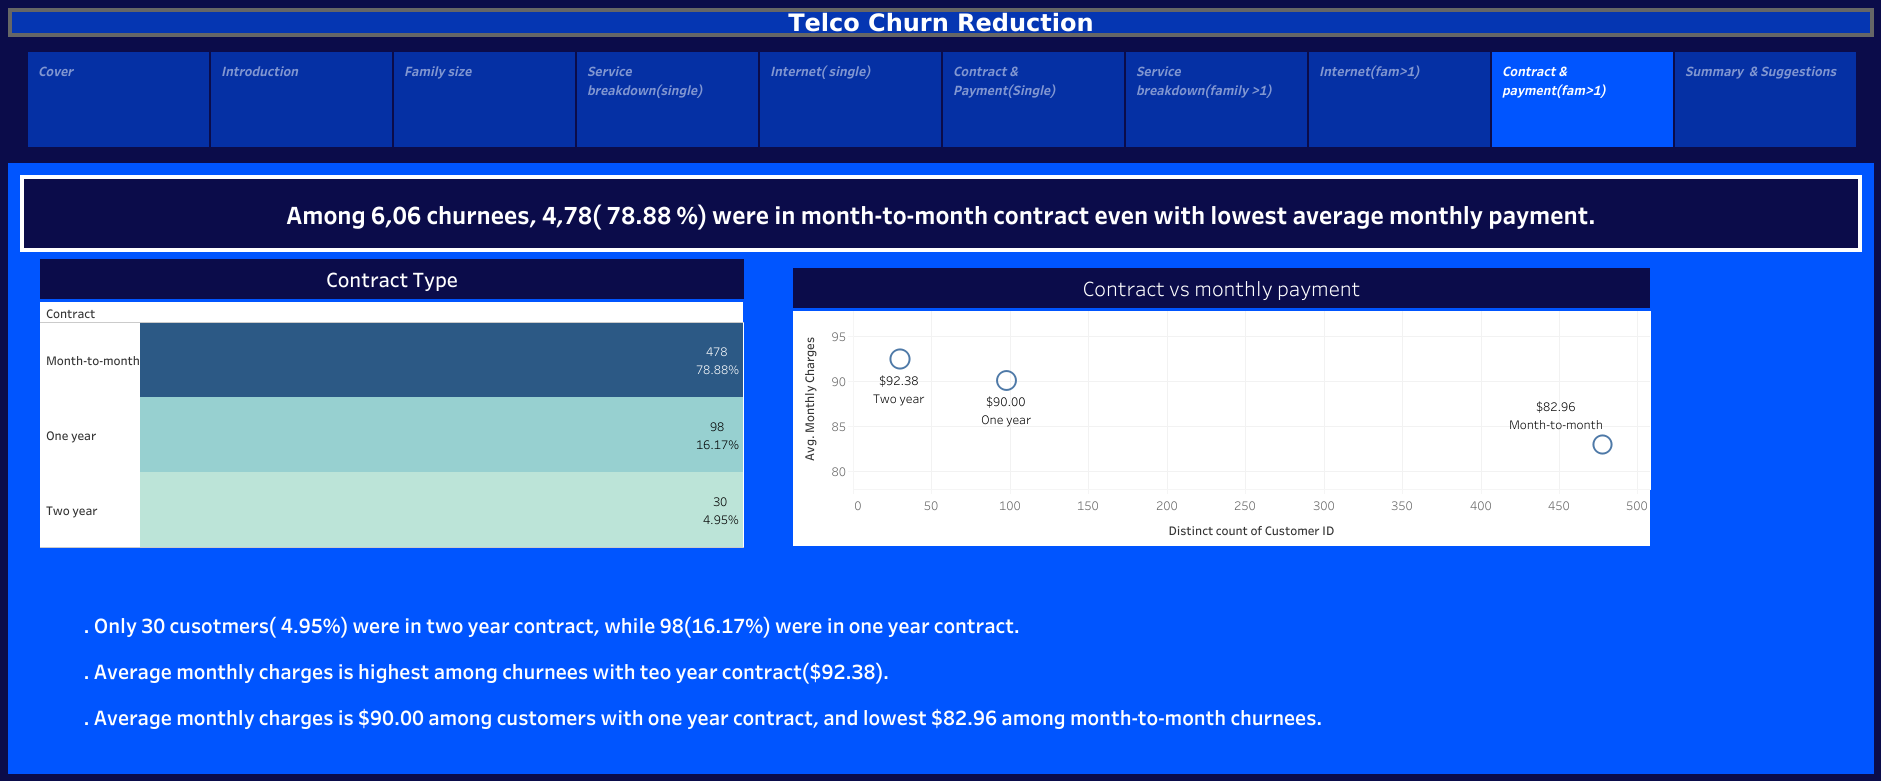 Telco Churn Reduction
Cover
Introduction
Family size
Service
breakdown(single)
Internet( single)
Contract &
Payment(Single)
Service
breakdown(family >1)
Internet(fam>1)
Contract &
payment(fam>1)
Summary & Suggestions
Among 6,06 churnees, 4,78( 78.88 %) were in month-to-month contract even with lowest average monthly payment.
Contract Type
Contract
Month-to-month
478
78.88%
One year
98
16.17%
Two year
30
4.95%
Contract vs monthly payment
Avg. Monthly Charges
95
90
85
80
$92.38
Two year
$90.00
One year
$82.96
Month-to-month
0 50 100 150 200 250 300 350 400 450 500
Distinct count of Customer ID
. Only 30 cusotmers( 4.95%) were in two year contract, while 98(16.17%) were in one year contract.
. Average monthly charges is highest among churnees with teo year contract($92.38).
. Average monthly charges is $90.00 among customers with one year contract, and lowest $82.96 among month-to-month churnees.